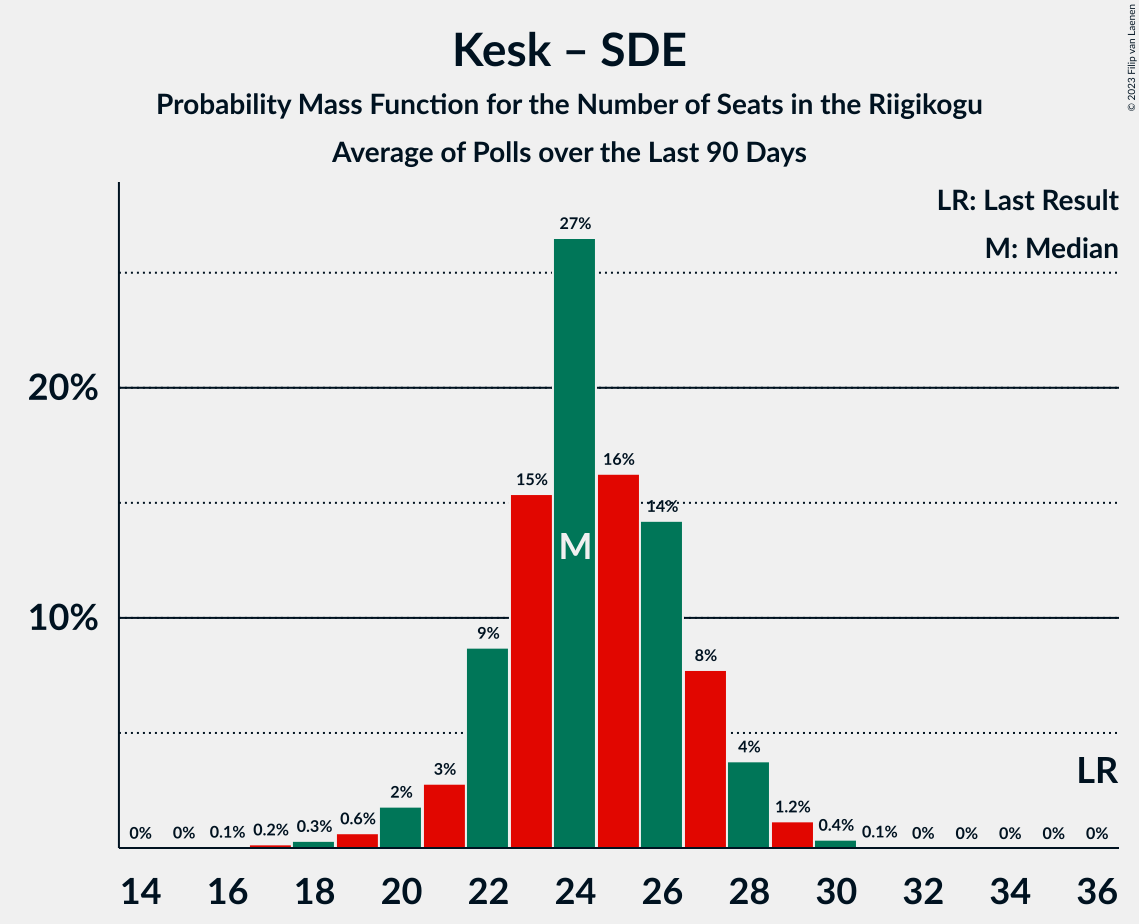 Kesk – SDE
Probability Mass Function for the Number of Seats in the Riigikogu
Average of Polls over the Last 90 Days
© 2023 Filip van Laenen
LR: Last Result
M: Median
20%
10%
0%
0%
0.1%
0.2%
0.3%
0.6%
2%
3%
9%
15%
27%
16%
14%
8%
4%
1.2%
0.4%
0.1%
0%
0%
0%
0%
0%
M
LR
14 16 18 20 22 24 26 28 30 32 34 36